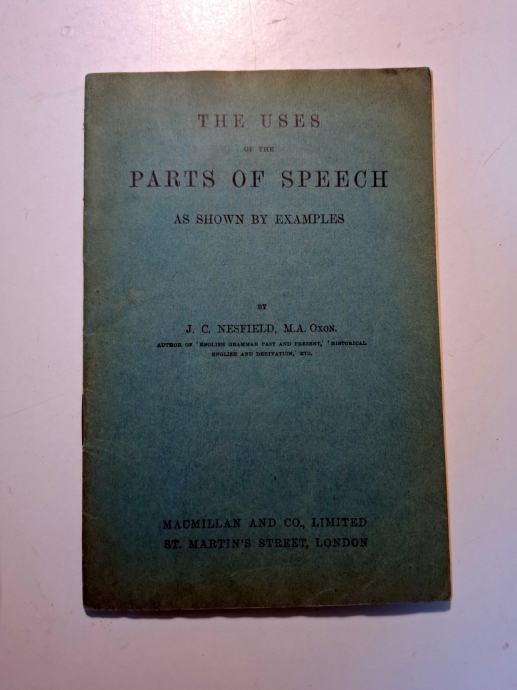 THE USES
OF THE
PARTS OF SPEECH
AS SHOWN BY EXAMPLES
BY
J. C. NESFIELD, M.A. OXON.
AUTHOR OF 'ENGLISH GRAMMAR PAST AND PRESENT,' 'HISTORICAL
ENGLISH AND DERIVATION,' ETC.
MACMILLAN AND CO., LIMITED
ST. MARTIN'S STREET, LONDON